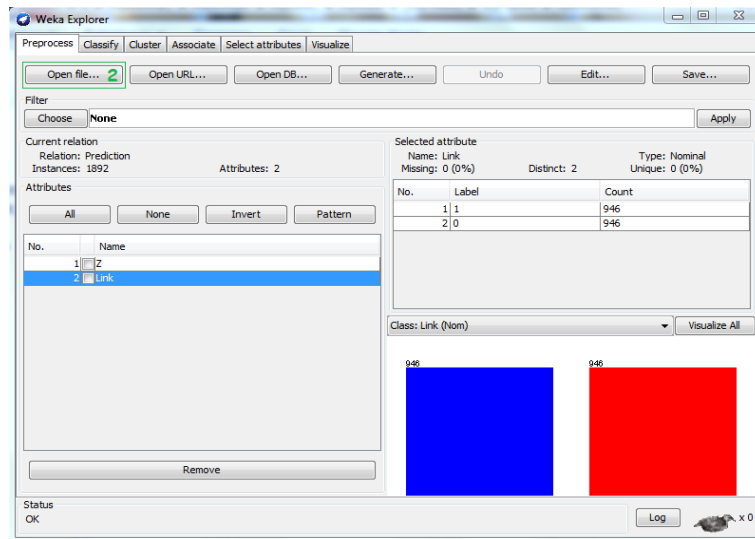 Weka Explorer
Preprocess Classify Cluster Associate Select attributes Visualize
Open file... 2 Open URL... Open DB... Generate... Undo Edit... Save...
Filter
Choose None Apply
Current relation
Relation: Prediction
Instances: 1892 Attributes: 2
Selected attribute
Name: Link Type: Nominal
Missing: 0 (0%) Distinct: 2 Unique: 0 (0%)
No. Label Count
1 1 946
2 0 946
Attributes
All None Invert Pattern
No. Name
1 Z
2 Link
Class: Link (Nom) Visualize All
946 946
Remove
Status
OK
Log x 0